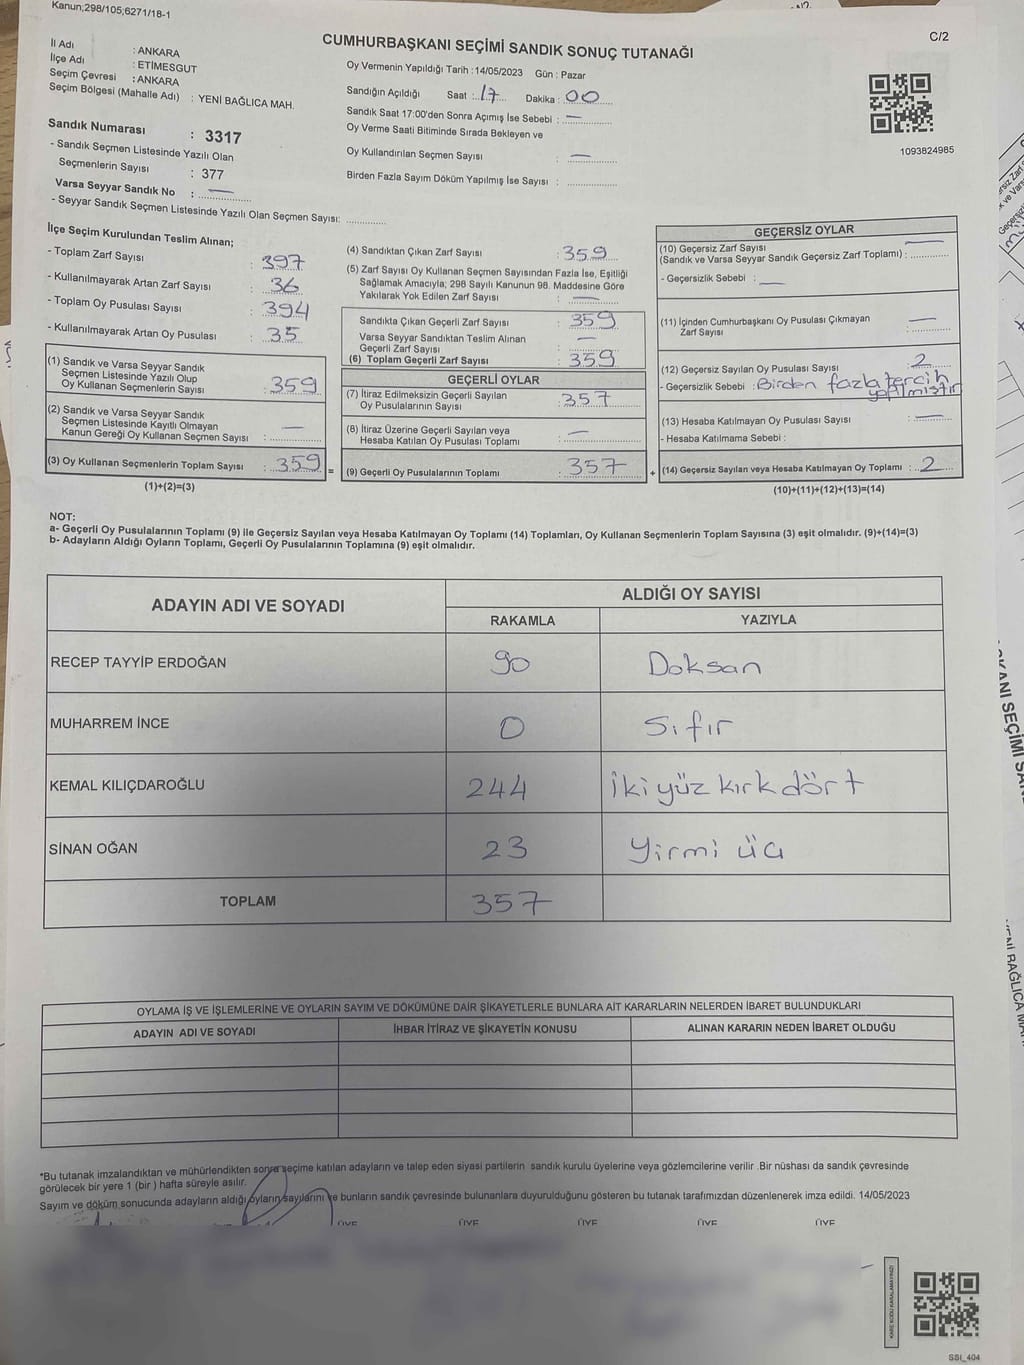 Kanun;298/105;6271/18-1
C/2
CUMHURBAŞKANI SEÇİMİ SANDIK SONUÇ TUTANAĞI
İl Adı : ANKARA
İlçe Adı : ETİMESGUT
Seçim Çevresi : ANKARA
Seçim Bölgesi (Mahalle Adı) : YENİ BAĞLICA MAH.
Sandık Numarası : 3317
- Sandık Seçmen Listesinde Yazılı Olan
Seçmenlerin Sayısı : 377
Varsa Seyyar Sandık No : —
- Seyyar Sandık Seçmen Listesinde Yazılı Olan Seçmen Sayısı:
Oy Vermenin Yapıldığı Tarih : 14/05/2023 Gün : Pazar
Sandığın Açıldığı Saat : 17 Dakika : 00
Sandık Saat 17:00'den Sonra Açımış İse Sebebi : —
Oy Verme Saati Bitiminde Sırada Bekleyen ve
Oy Kullandırılan Seçmen Sayısı : —
Birden Fazla Sayım Döküm Yapılmış İse Sayısı :
1093824985
İlçe Seçim Kurulundan Teslim Alınan;
- Toplam Zarf Sayısı : 397
- Kullanılmayarak Artan Zarf Sayısı : 36
- Toplam Oy Pusulası Sayısı : 394
- Kullanılmayarak Artan Oy Pusulası : 35
(1) Sandık ve Varsa Seyyar Sandık
Seçmen Listesinde Yazılı Olup
Oy Kullanan Seçmenlerin Sayısı : 359
(2) Sandık ve Varsa Seyyar Sandık
Seçmen Listesinde Kayıtlı Olmayan
Kanun Gereği Oy Kullanan Seçmen Sayısı : —
(3) Oy Kullanan Seçmenlerin Toplam Sayısı : 359 =
(1)+(2)=(3)
(4) Sandıktan Çıkan Zarf Sayısı : 359
(5) Zarf Sayısı Oy Kullanan Seçmen Sayısından Fazla İse, Eşitliği
Sağlamak Amacıyla; 298 Sayılı Kanunun 98. Maddesine Göre
Yakılarak Yok Edilen Zarf Sayısı : —
Sandıkta Çıkan Geçerli Zarf Sayısı : 359
Varsa Seyyar Sandıktan Teslim Alınan
Geçerli Zarf Sayısı : —
(6) Toplam Geçerli Zarf Sayısı : 359
GEÇERLİ OYLAR
(7) İtiraz Edilmeksizin Geçerli Sayılan
Oy Pusulalarının Sayısı : 357
(8) İtiraz Üzerine Geçerli Sayılan veya
Hesaba Katılan Oy Pusulası Toplamı : —
(9) Geçerli Oy Pusulalarının Toplamı : 357 +
GEÇERSİZ OYLAR
(10) Geçersiz Zarf Sayısı —
(Sandık ve Varsa Seyyar Sandık Geçersiz Zarf Toplamı) :
- Geçersizlik Sebebi : —
(11) İçinden Cumhurbaşkanı Oy Pusulası Çıkmayan
Zarf Sayısı : —
(12) Geçersiz Sayılan Oy Pusulası Sayısı : 2
- Geçersizlik Sebebi : Birden fazla tercih
yapılmıştır
(13) Hesaba Katılmayan Oy Pusulası Sayısı : —
- Hesaba Katılmama Sebebi :
(14) Geçersiz Sayılan veya Hesaba Katılmayan Oy Toplamı : 2
(10)+(11)+(12)+(13)=(14)
NOT:
a- Geçerli Oy Pusulalarının Toplamı (9) ile Geçersiz Sayılan veya Hesaba Katılmayan Oy Toplamı (14) Toplamları, Oy Kullanan Seçmenlerin Toplam Sayısına (3) eşit olmalıdır. (9)+(14)=(3)
b- Adayların Aldığı Oyların Toplamı, Geçerli Oy Pusulalarının Toplamına (9) eşit olmalıdır.
ADAYIN ADI VE SOYADI ALDIĞI OY SAYISI
RAKAMLA YAZIYLA
RECEP TAYYİP ERDOĞAN 90 Doksan
MUHARREM İNCE 0 Sıfır
KEMAL KILIÇDAROĞLU 244 İkiyüz kırk dört
SİNAN OĞAN 23 Yirmi üç
TOPLAM 357
OYLAMA İŞ VE İŞLEMLERİNE VE OYLARIN SAYIM VE DÖKÜMÜNE DAİR ŞİKAYETLERLE BUNLARA AİT KARARLARIN NELERDEN İBARET BULUNDUKLARI
ADAYIN ADI VE SOYADI İHBAR İTİRAZ VE ŞİKAYETİN KONUSU ALINAN KARARIN NEDEN İBARET OLDUĞU
*Bu tutanak imzalandıktan ve mühürlendikten sonra seçime katılan adayların ve talep eden siyasi partilerin sandık kurulu üyelerine veya gözlemcilerine verilir .Bir nüshası da sandık çevresinde
görülecek bir yere 1 (bir ) hafta süreyle asılır.
Sayım ve döküm sonucunda adayların aldığı oyların sayılarını ve bunların sandık çevresinde bulunanlara duyurulduğunu gösteren bu tutanak tarafımızdan düzenlenerek imza edildi. 14/05/2023
ÜYE ÜYE ÜYE ÜYE ÜYE
KARE KODU KARALAMAYINIZ!
SSI_404